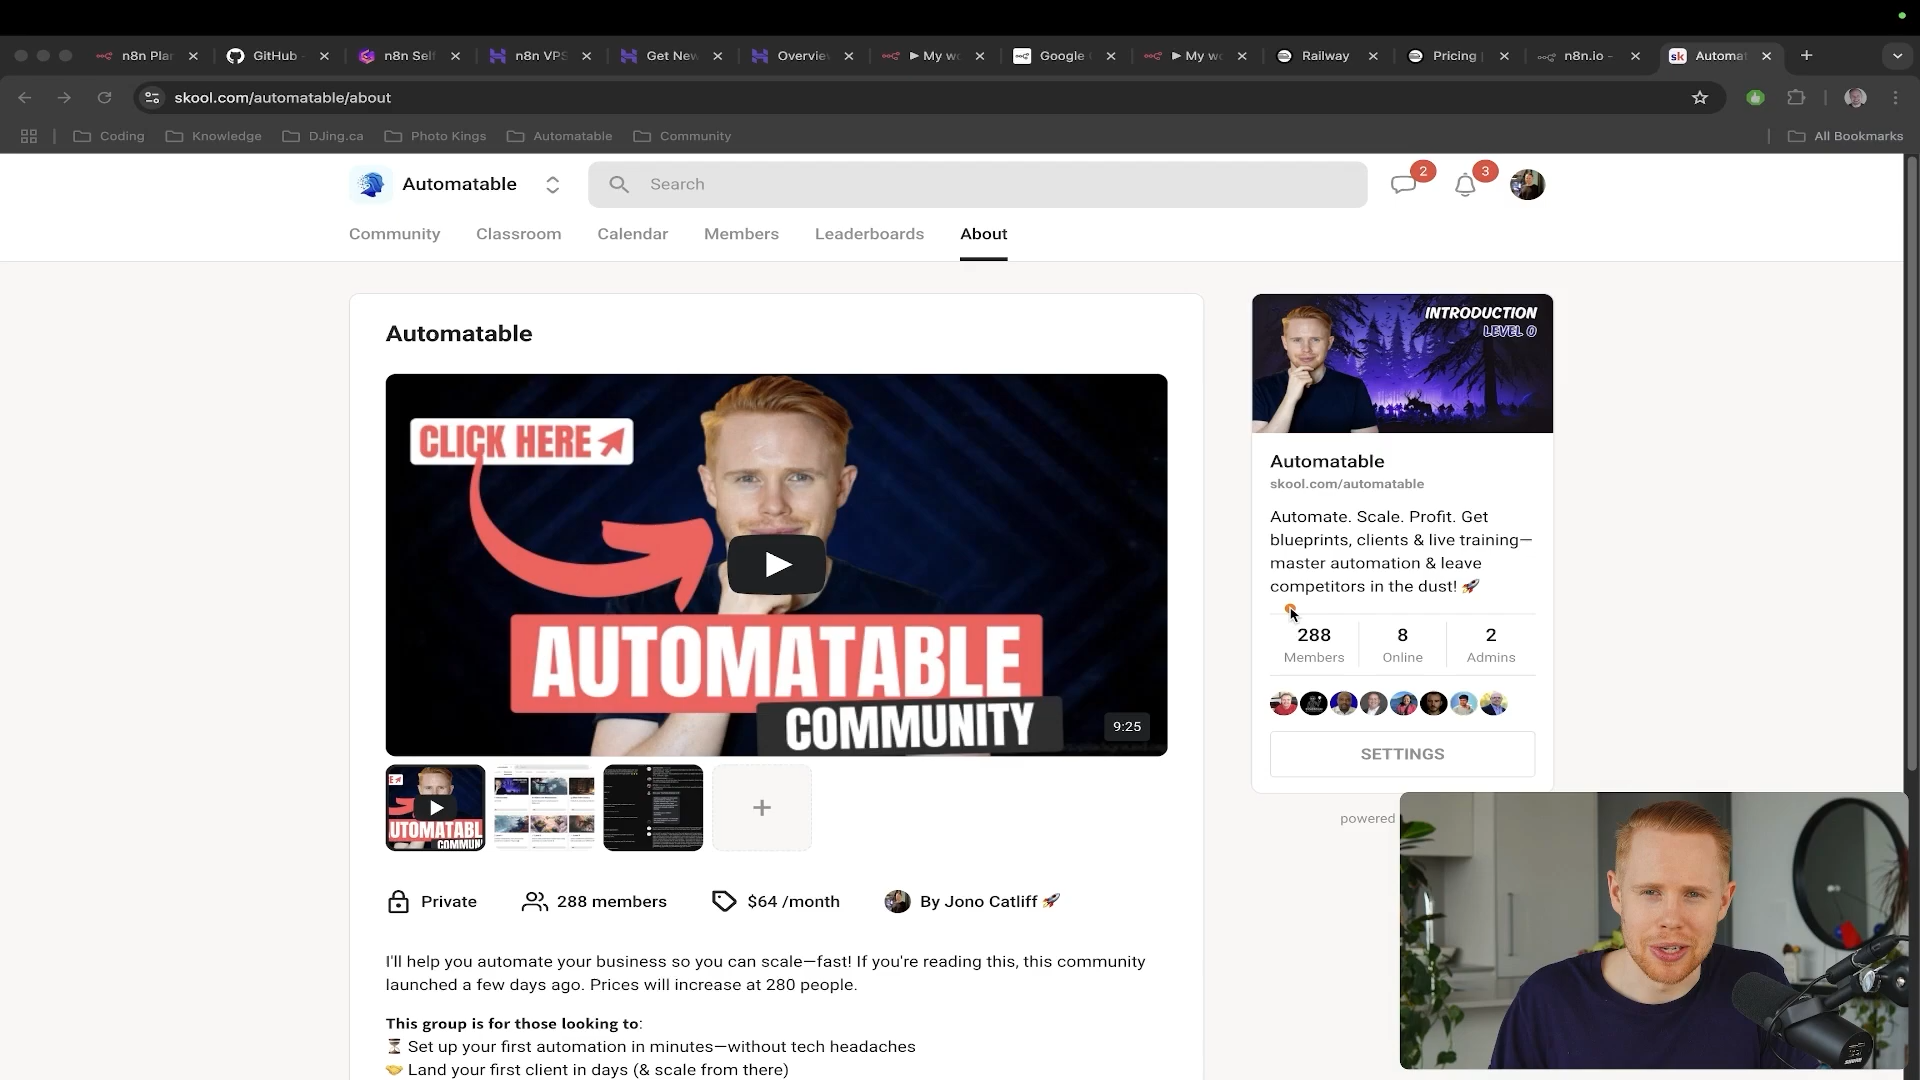 n8n Plan
GitHub -
n8n Self
n8n VPS
Get New
Overview
► My wo
Google C
► My wo
Railway
Pricing
n8n.io -
sk
Automat
skool.com/automatable/about
Coding
Knowledge
DJing.ca
Photo Kings
Automatable
Community
All Bookmarks
Automatable
Search
2
3
Community
Classroom
Calendar
Members
Leaderboards
About
Automatable
CLICK HERE
AUTOMATABLE
COMMUNITY
9:25
INTRODUCTION
LEVEL 0
Automatable
skool.com/automatable
Automate. Scale. Profit. Get
blueprints, clients & live training—
master automation & leave
competitors in the dust! 🚀
288
Members
8
Online
2
Admins
SETTINGS
powered
Private
288 members
$64 /month
By Jono Catliff 🚀
I'll help you automate your business so you can scale—fast! If you're reading this, this community
launched a few days ago. Prices will increase at 280 people.
This group is for those looking to:
⏳ Set up your first automation in minutes—without tech headaches
🤝 Land your first client in days (& scale from there)